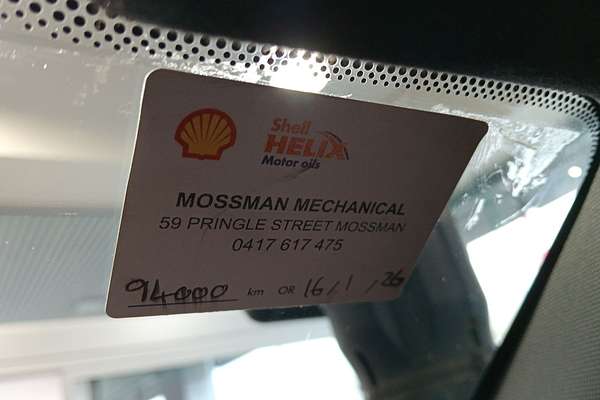 Shell
HELIX
Motor oils
MOSSMAN MECHANICAL
59 PRINGLE STREET MOSSMAN
0417 617 475
94000 km OR 16/1/26